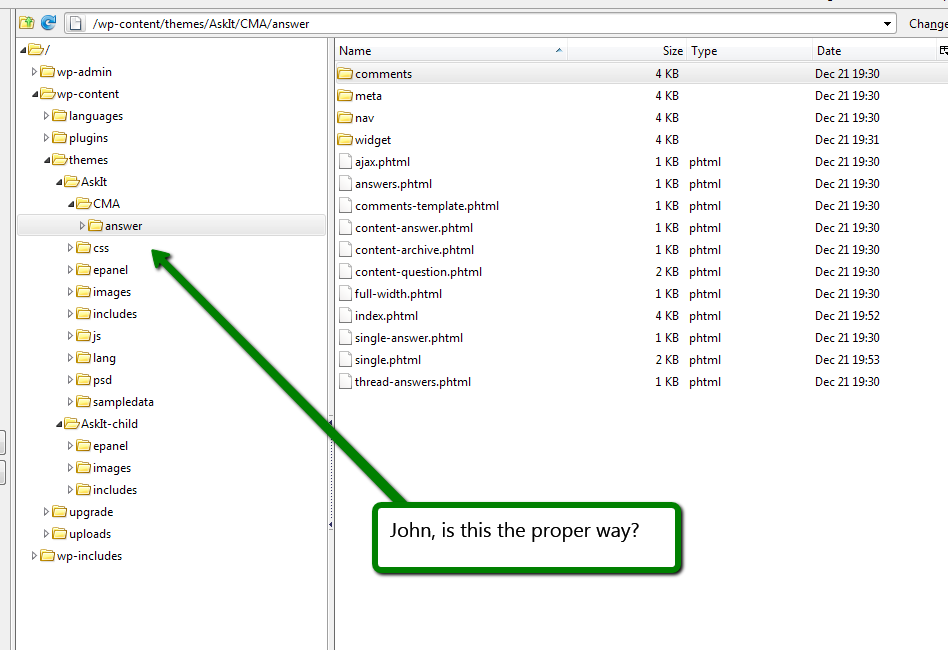 /wp-content/themes/AskIt/CMA/answer
/
wp-admin
wp-content
languages
plugins
themes
AskIt
CMA
answer
css
epanel
images
includes
js
lang
psd
sampledata
AskIt-child
epanel
images
includes
upgrade
uploads
wp-includes
Name Size Type Date
comments 4 KB Dec 21 19:30
meta 4 KB Dec 21 19:30
nav 4 KB Dec 21 19:30
widget 4 KB Dec 21 19:31
ajax.phtml 1 KB phtml Dec 21 19:30
answers.phtml 1 KB phtml Dec 21 19:30
comments-template.phtml 1 KB phtml Dec 21 19:30
content-answer.phtml 1 KB phtml Dec 21 19:30
content-archive.phtml 1 KB phtml Dec 21 19:30
content-question.phtml 2 KB phtml Dec 21 19:30
full-width.phtml 1 KB phtml Dec 21 19:30
index.phtml 4 KB phtml Dec 21 19:52
single-answer.phtml 1 KB phtml Dec 21 19:30
single.phtml 2 KB phtml Dec 21 19:53
thread-answers.phtml 1 KB phtml Dec 21 19:30
John, is this the proper way?